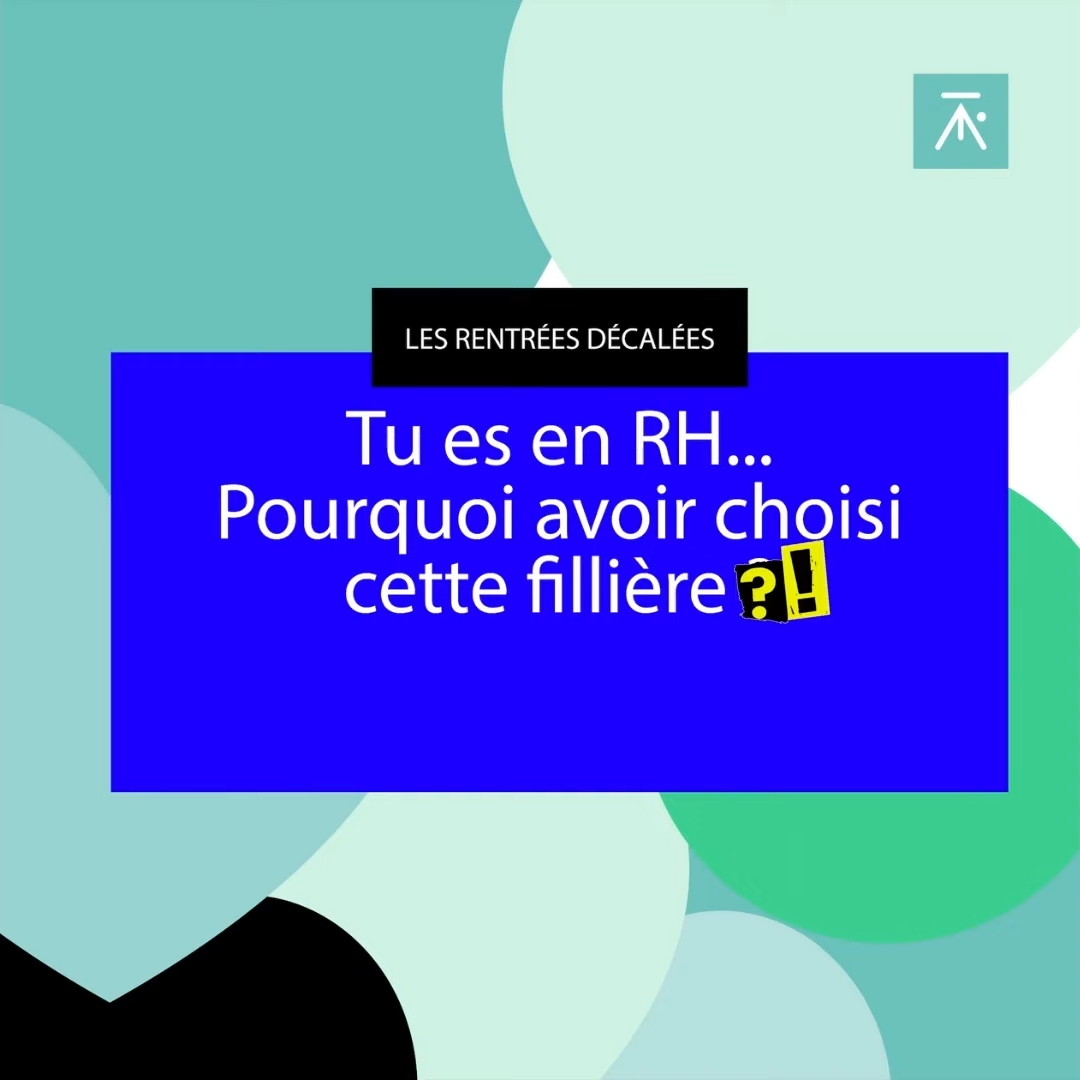 LES RENTRÉES DÉCALÉES
Tu es en RH...
Pourquoi avoir choisi
cette fillière ?!